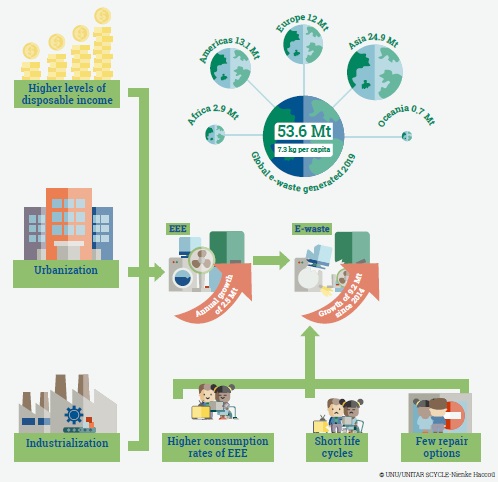 Higher levels of
disposable income
Americas 13.1 Mt
Europe 12 Mt
Asia 24.9 Mt
Africa 2.9 Mt
Oceania 0.7 Mt
53.6 Mt
7.3 kg per capita
Global e-waste generated 2019
Urbanization
EEE
Annual growth
of 2.5 Mt
E-waste
Growth of 9.2 Mt
since 2014
Industrialization
Higher consumption
rates of EEE
Short life
cycles
Few repair
options
© UNU/UNITAR SCYCLE-Nienke Haccoû